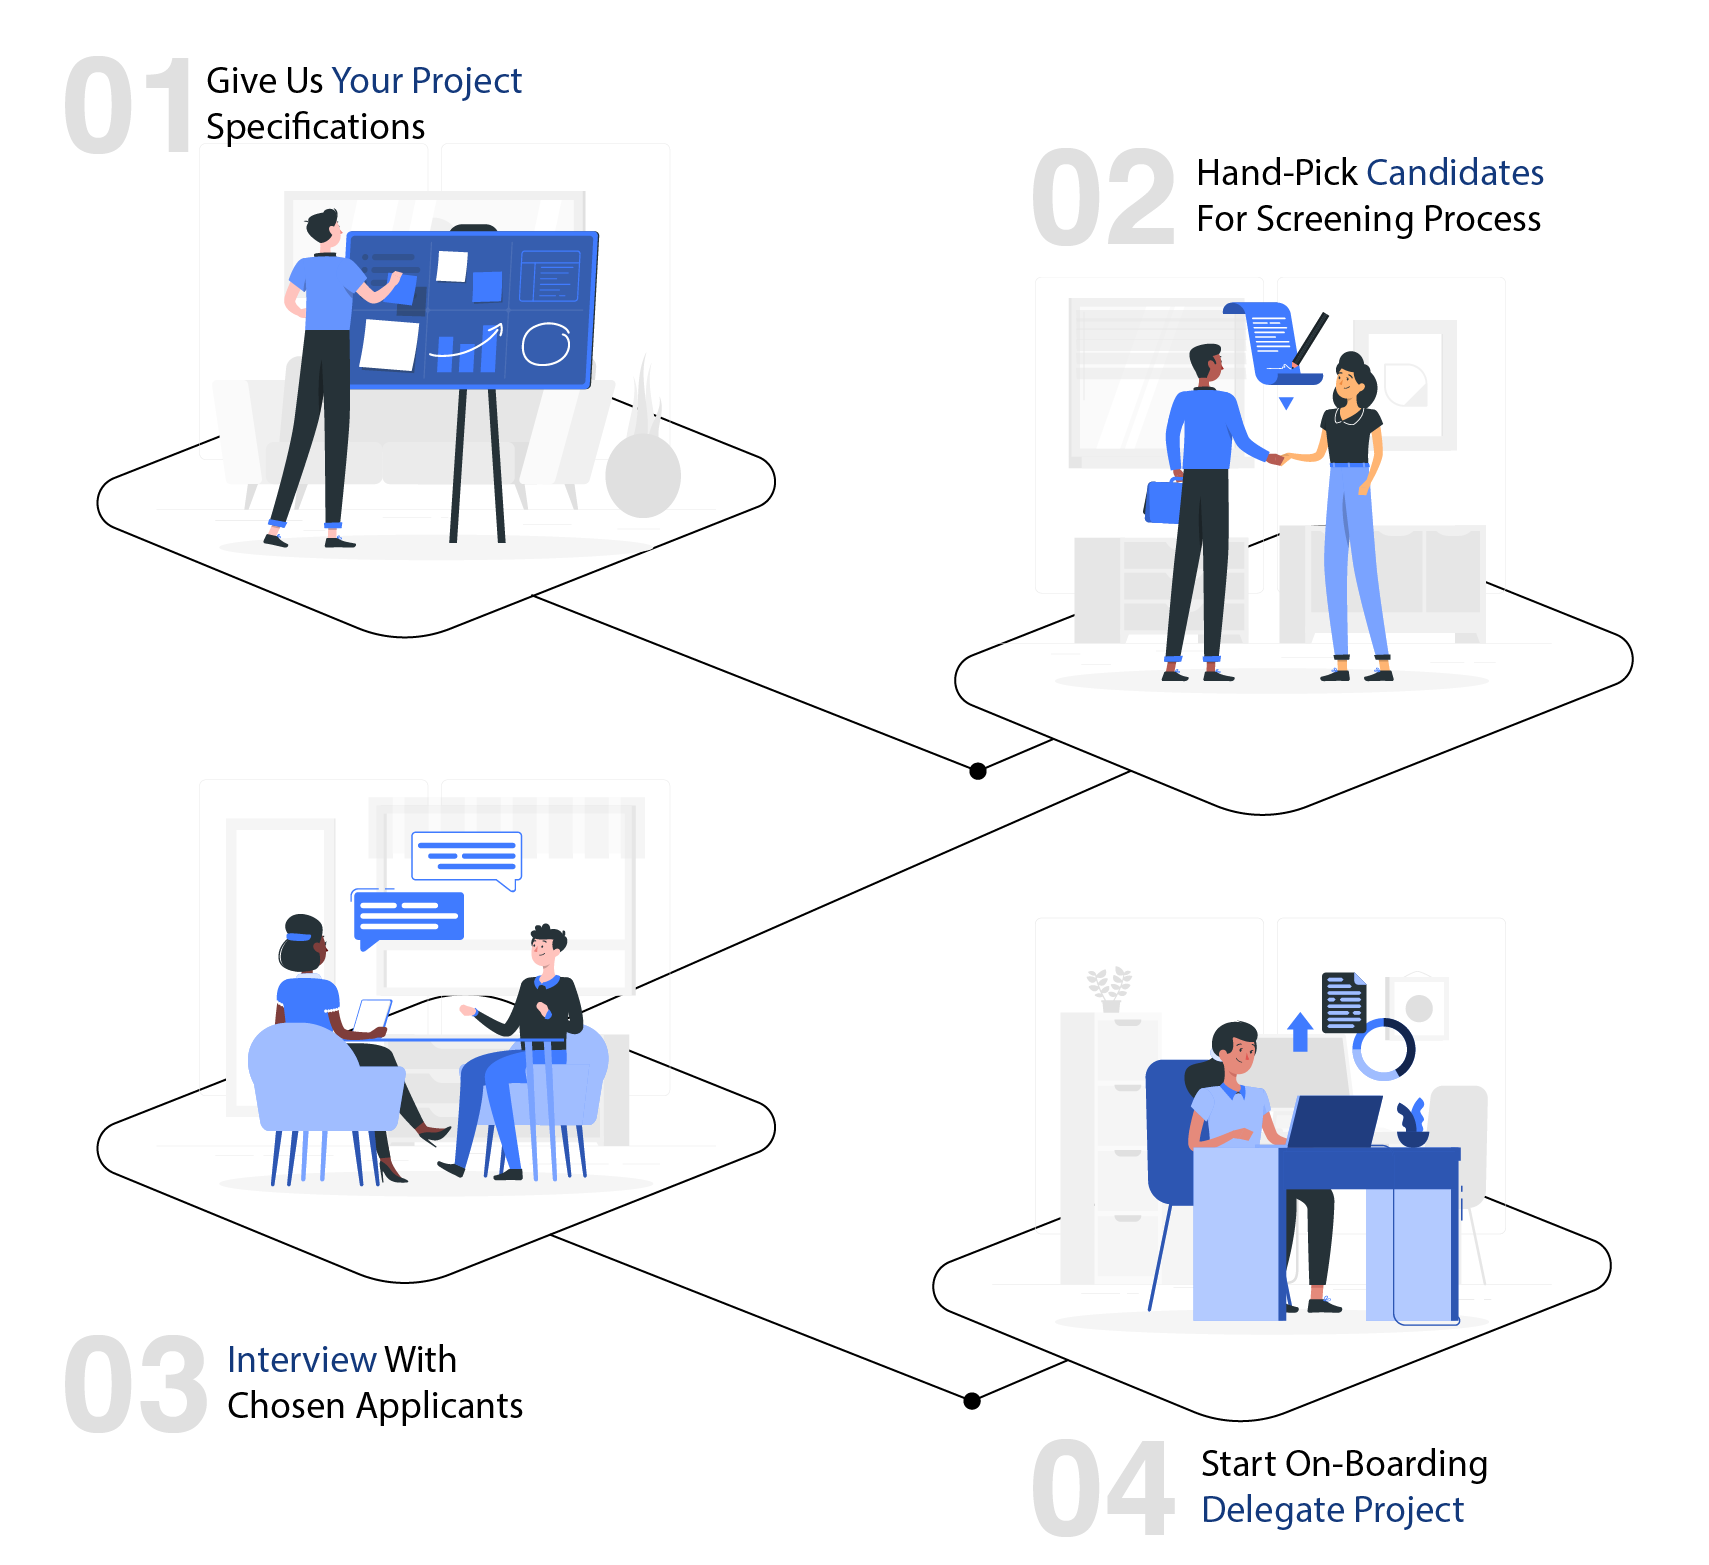 01
Give Us Your Project
Specifications
02
Hand-Pick Candidates
For Screening Process
03
Interview With
Chosen Applicants
04
Start On-Boarding
Delegate Project